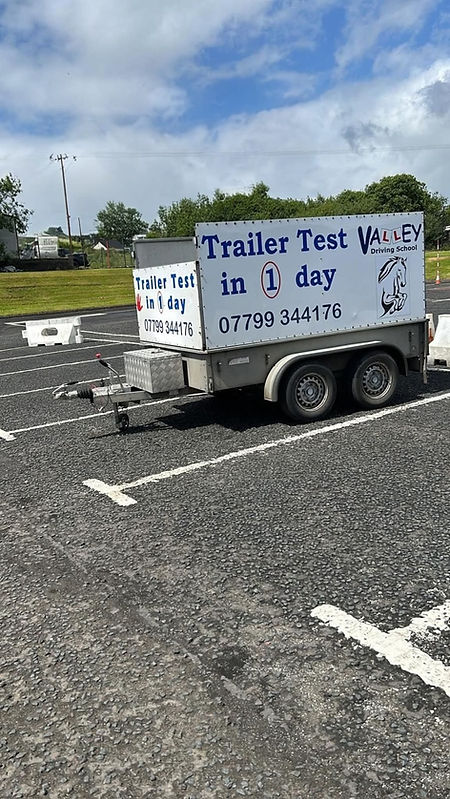 Trailer Test
in 1 day
07799 344176
Trailer Test
in 1 day
07799 344176
VALLEY
Driving School